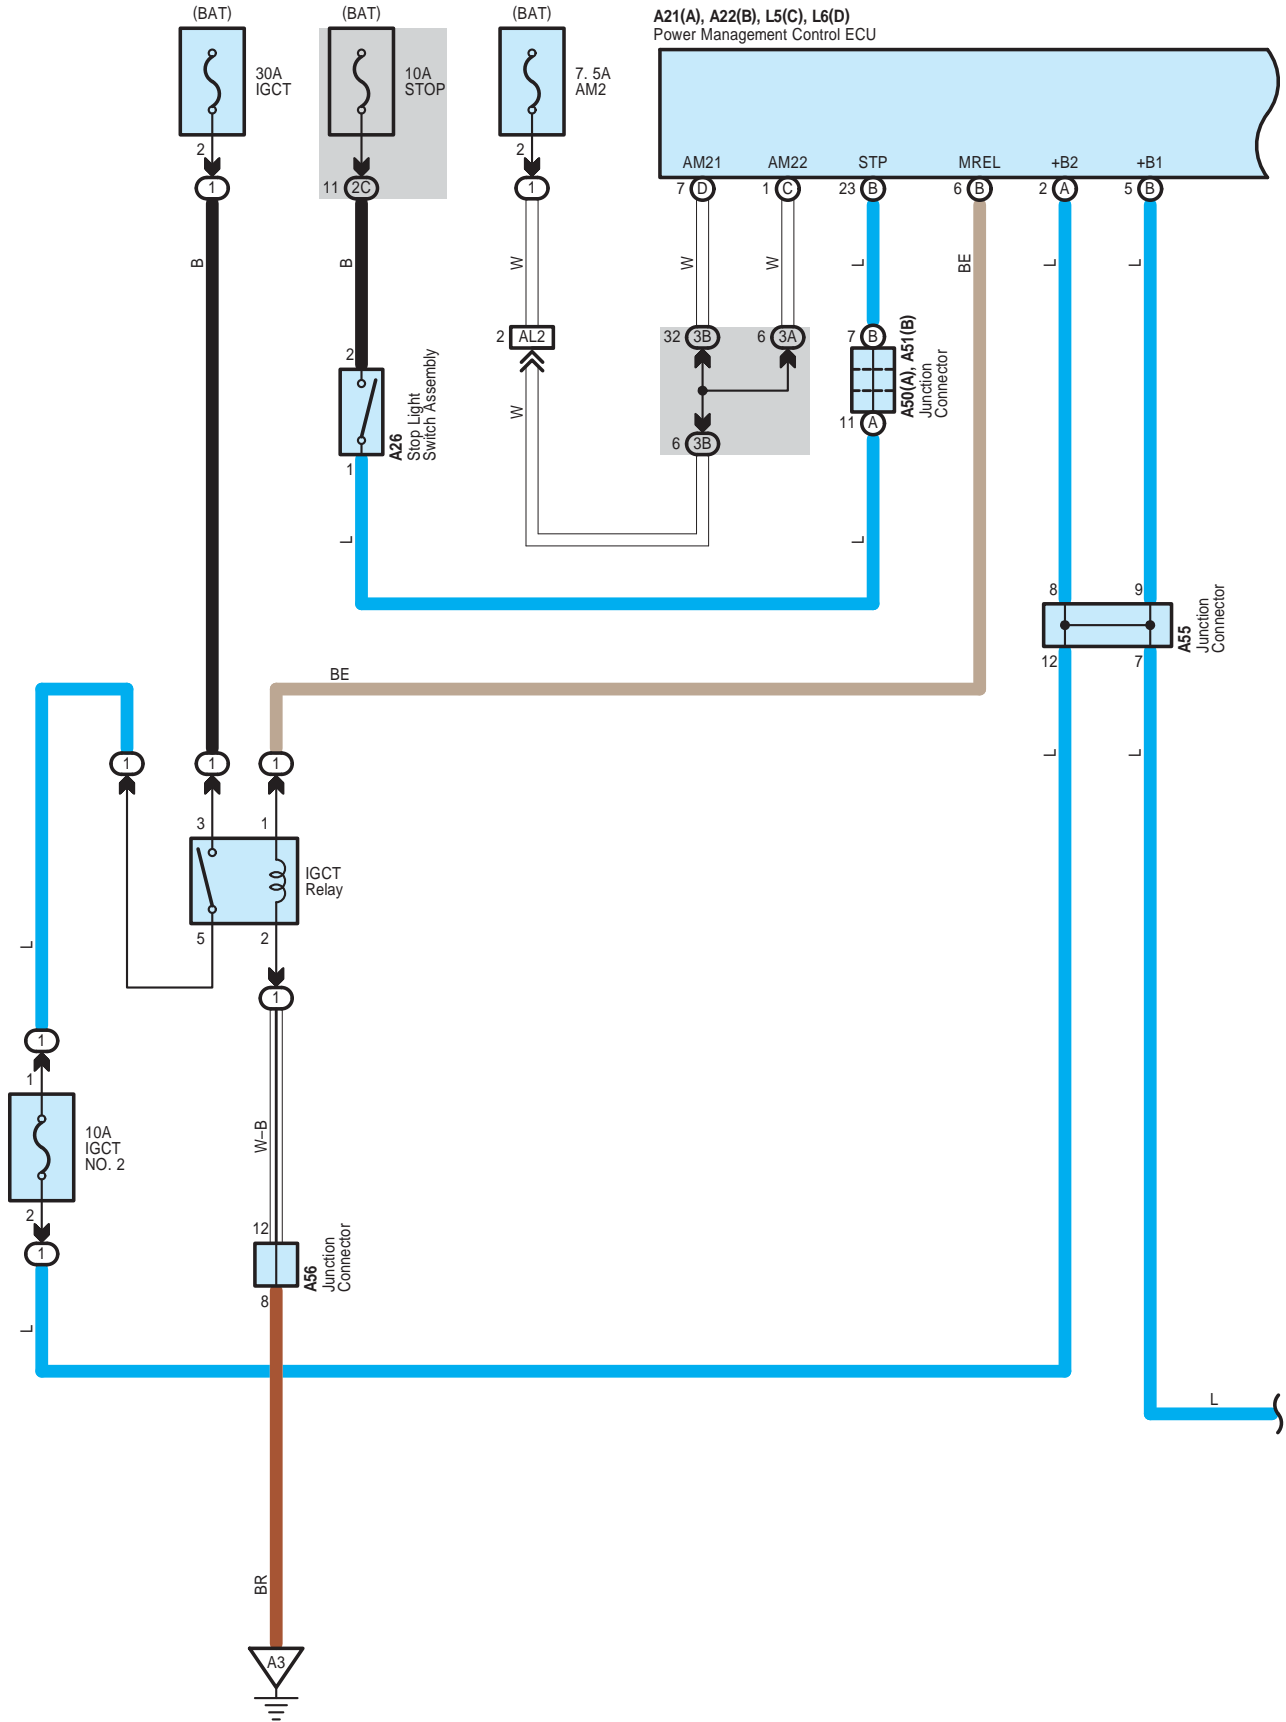 (BAT)
(BAT)
(BAT)
A21(A), A22(B), L5(C), L6(D)
Power Management Control ECU
30A
IGCT
10A
STOP
7. 5A
AM2
2
2
AM21
AM22
STP
MREL
+B2
+B1
1
11
2C
1
7
D
1
C
23
B
6
B
2
A
5
B
B
B
W
W
W
L
BE
L
L
2
AL2
32
3B
6
3A
7
B
A50(A), A51(B)
Junction
Connector
2
A26
Stop Light
Switch Assembly
1
W
6
3B
11
A
L
L
8
9
A55
Junction
Connector
12
7
BE
L
L
1
1
1
3
1
IGCT
Relay
5
2
L
1
1
1
10A
IGCT
NO. 2
W–B
2
1
12
A56
Junction
Connector
8
L
L
BR
A3